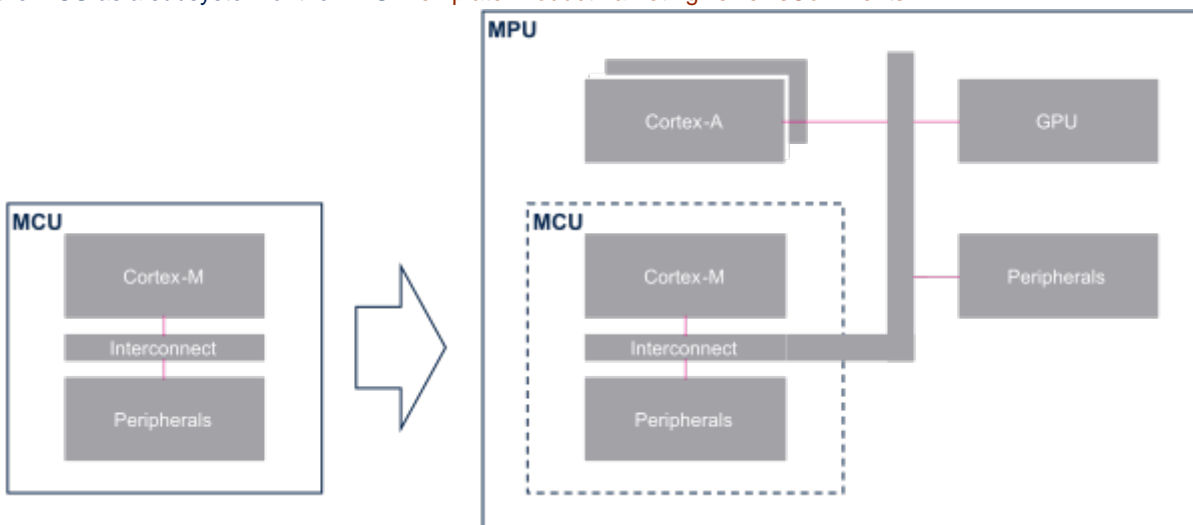 MPU
Cortex-A
GPU
MCU
Cortex-M
Interconnect
Peripherals
MCU
Cortex-M
Interconnect
Peripherals
Peripherals